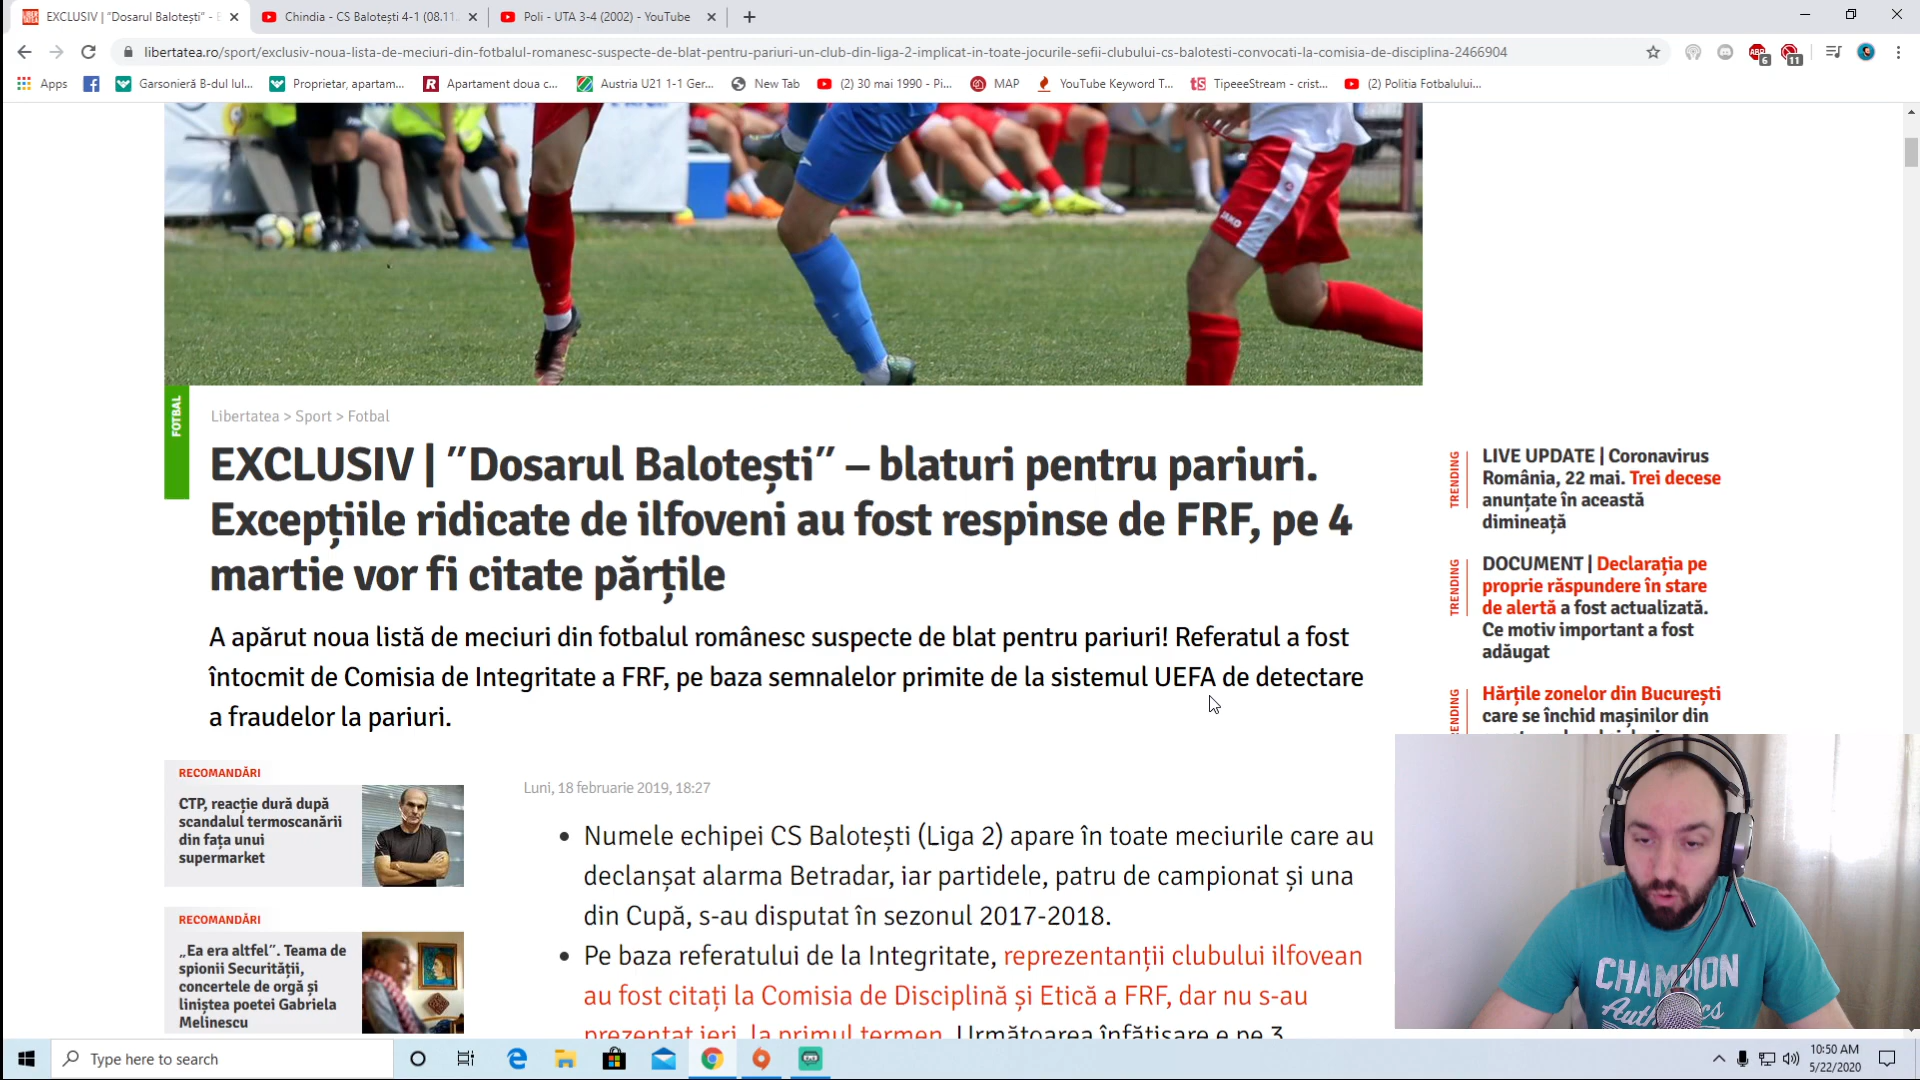 EXCLUSIV | "Dosarul Balotești" - E
Chindia - CS Balotești 4-1 (08.11.
Poli - UTA 3-4 (2002) - YouTube
libertatea.ro/sport/exclusiv-noua-lista-de-meciuri-din-fotbalul-romanesc-suspecte-de-blat-pentru-pariuri-un-club-din-liga-2-implicat-in-toate-jocurile-sefii-clubului-cs-balotesti-convocati-la-comisia-de-disciplina-2466904
ABP
6
11
Apps
Garsonieră B-dul Iul...
Proprietar, apartam...
Apartament doua c...
Austria U21 1-1 Ger...
New Tab
(2) 30 mai 1990 - Pi...
MAP
YouTube Keyword T...
TipeeeStream - crist...
(2) Politia Fotbalului...
JAKO
FOTBAL
Libertatea > Sport > Fotbal
EXCLUSIV | ″Dosarul Balotești″ – blaturi pentru pariuri.
Excepțiile ridicate de ilfoveni au fost respinse de FRF, pe 4
martie vor fi citate părțile
A apărut noua listă de meciuri din fotbalul românesc suspecte de blat pentru pariuri! Referatul a fost
întocmit de Comisia de Integritate a FRF, pe baza semnalelor primite de la sistemul UEFA de detectare
a fraudelor la pariuri.
RECOMANDĂRI
CTP, reacție dură după
scandalul termoscanării
din fața unui
supermarket
RECOMANDĂRI
„Ea era altfel”. Teama de
spionii Securității,
concertele de orgă și
liniștea poetei Gabriela
Melinescu
Luni, 18 februarie 2019, 18:27
• Numele echipei CS Balotești (Liga 2) apare în toate meciurile care au
declanșat alarma Betradar, iar partidele, patru de campionat și una
din Cupă, s-au disputat în sezonul 2017-2018.
• Pe baza referatului de la Integritate, reprezentanții clubului ilfovean
au fost citați la Comisia de Disciplină și Etică a FRF, dar nu s-au
prezentat ieri, la primul termen. Următoarea înfățișare e pe 3
TRENDING
LIVE UPDATE | Coronavirus
România, 22 mai. Trei decese
anunțate în această
dimineață
TRENDING
DOCUMENT | Declarația pe
proprie răspundere în stare
de alertă a fost actualizată.
Ce motiv important a fost
adăugat
Hărțile zonelor din București
care se închid mașinilor din
CHAMPION
Type here to search
10:50 AM
5/22/2020